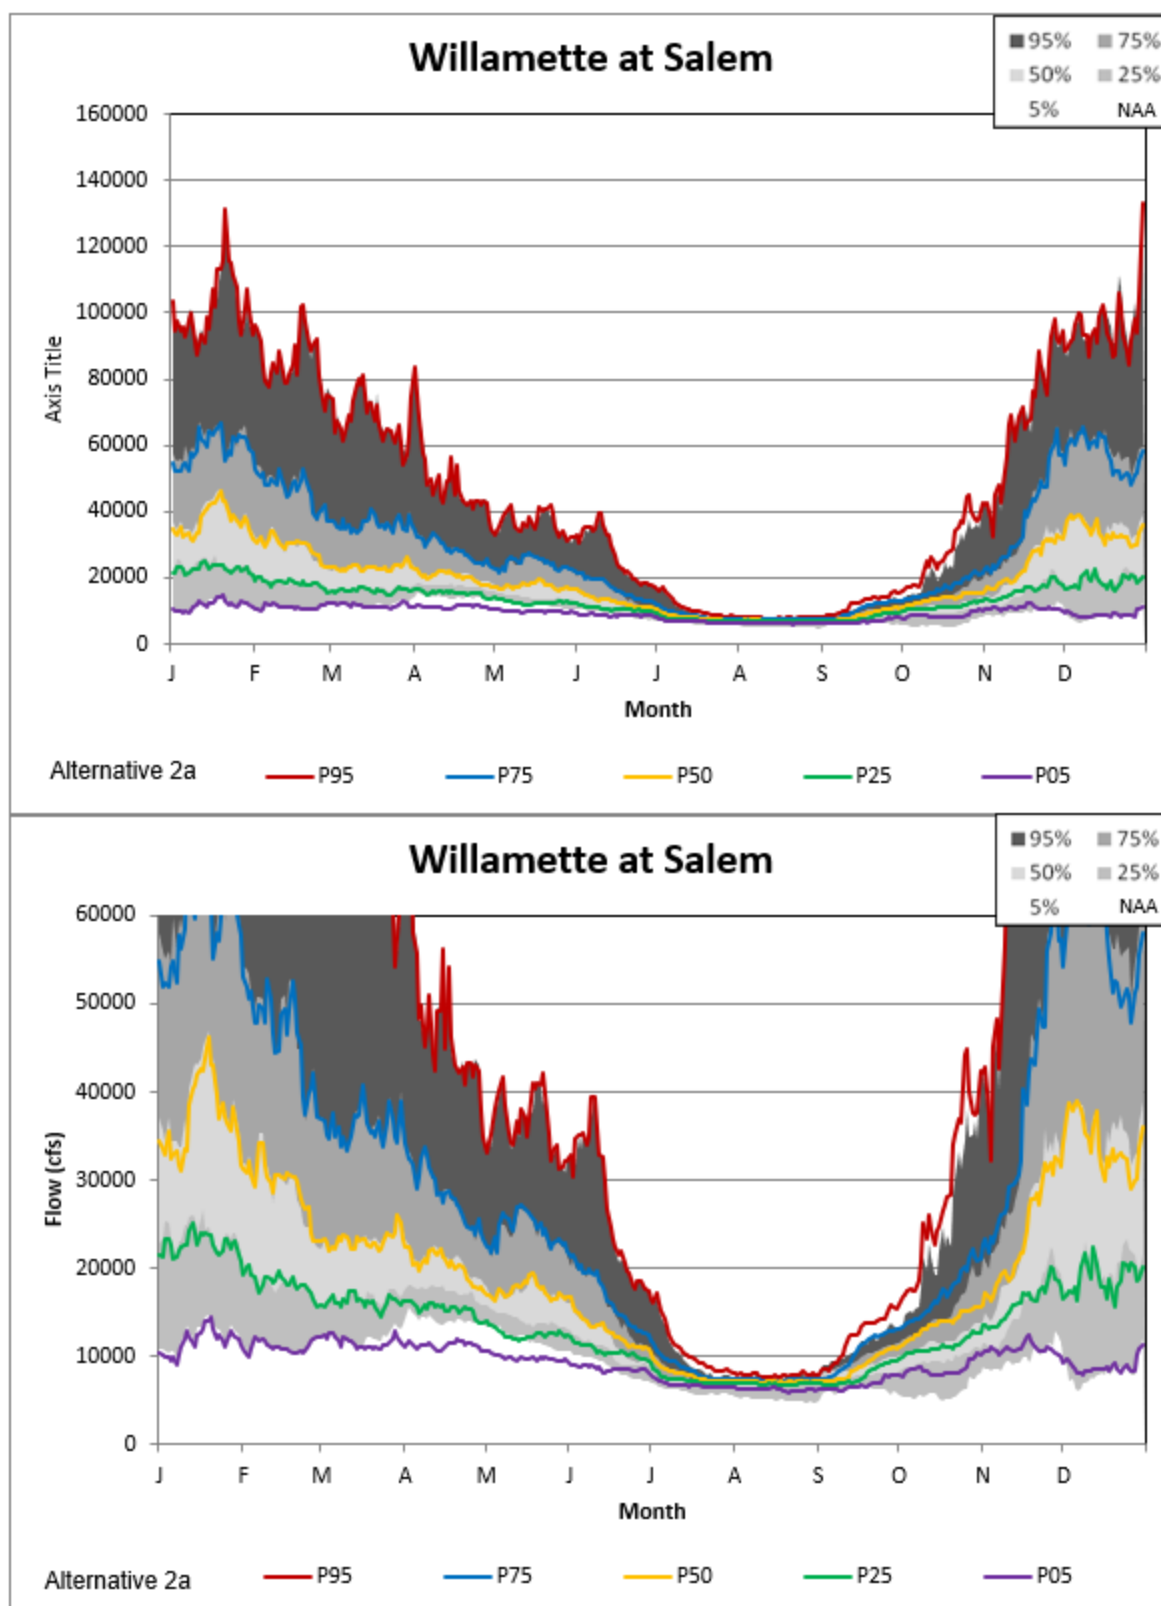 Willamette at Salem
95% 75%
50% 25%
5% NAA
160000
140000
120000
100000
80000
60000
40000
20000
0
Axis Title
J F M A M J J A S O N D
Month
Alternative 2a P95 P75 P50 P25 P05
Willamette at Salem
95% 75%
50% 25%
5% NAA
60000
50000
40000
30000
20000
10000
0
Flow (cfs)
J F M A M J J A S O N D
Month
Alternative 2a P95 P75 P50 P25 P05